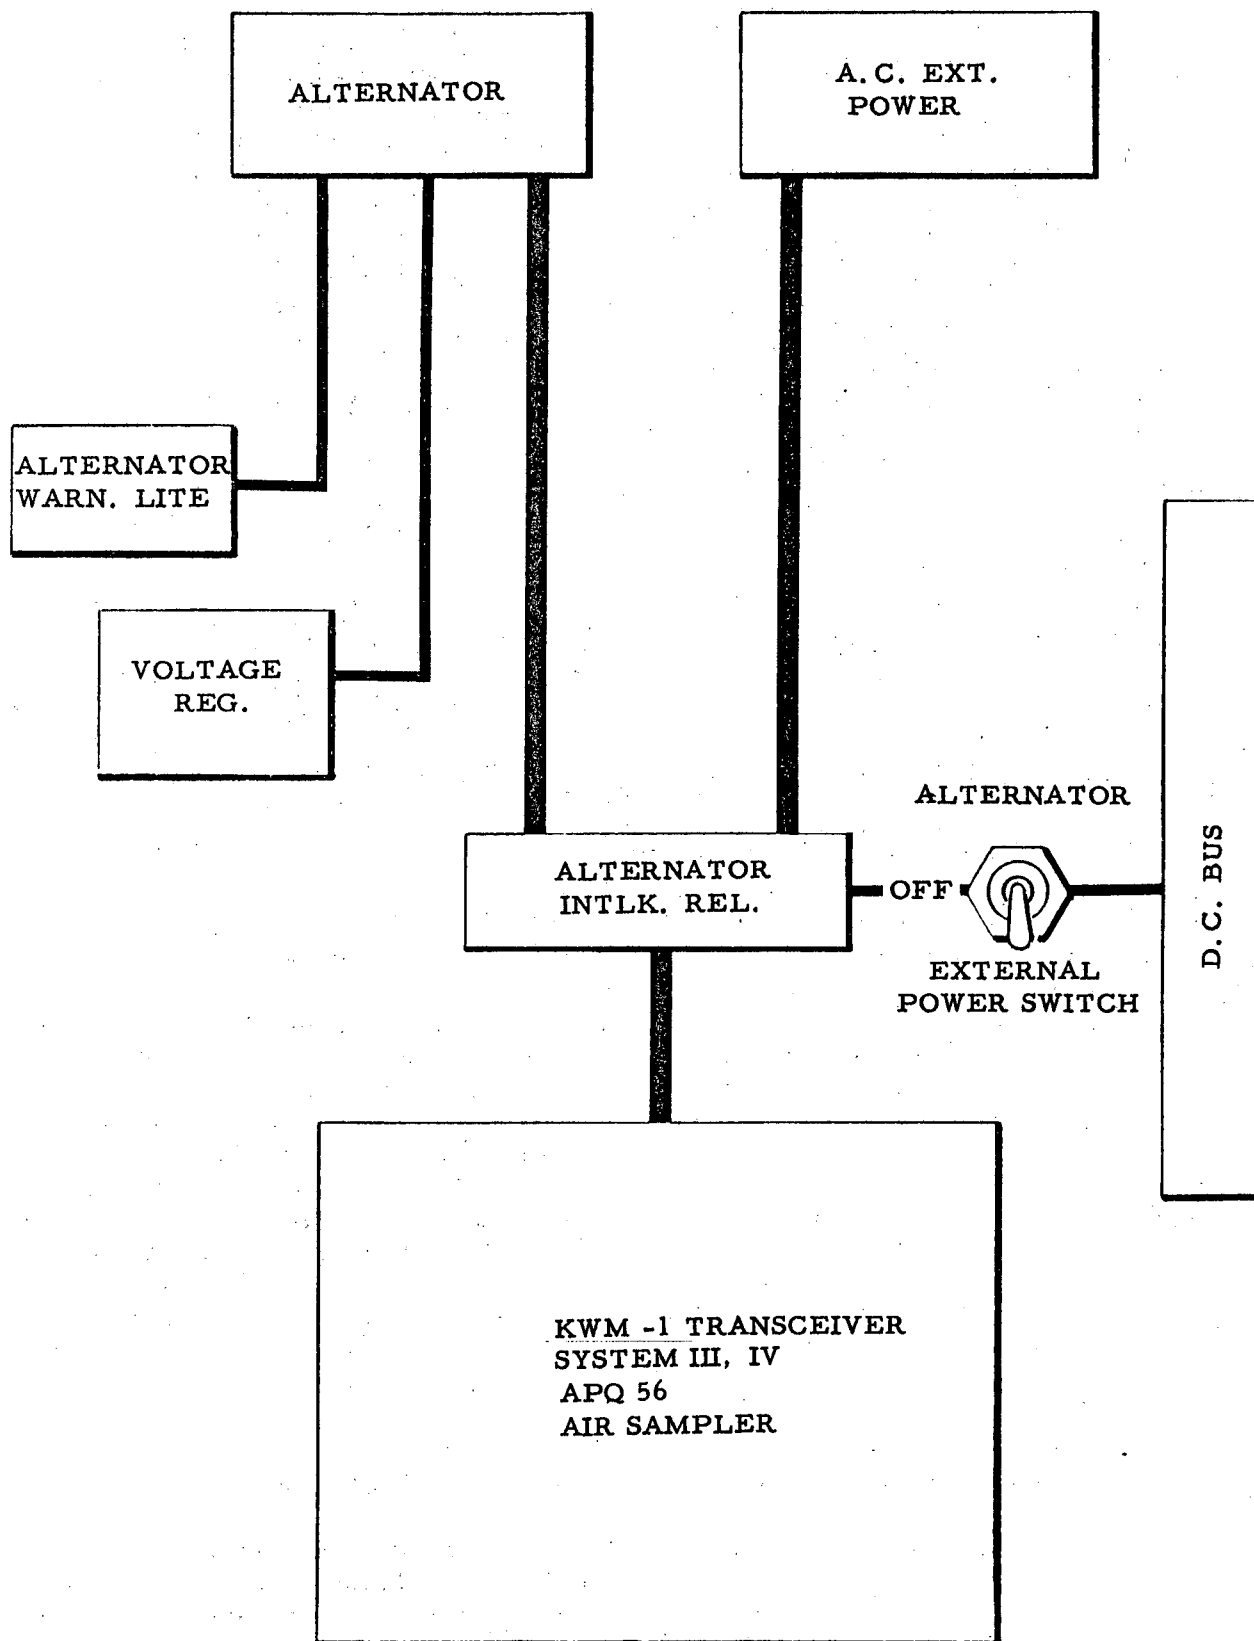 ALTERNATOR
A.C. EXT.
POWER
ALTERNATOR
WARN. LITE
VOLTAGE
REG.
ALTERNATOR
ALTERNATOR
INTLK. REL.
OFF
D.C. BUS
EXTERNAL
POWER SWITCH
KWM -1 TRANSCEIVER
SYSTEM III, IV
APQ 56
AIR SAMPLER